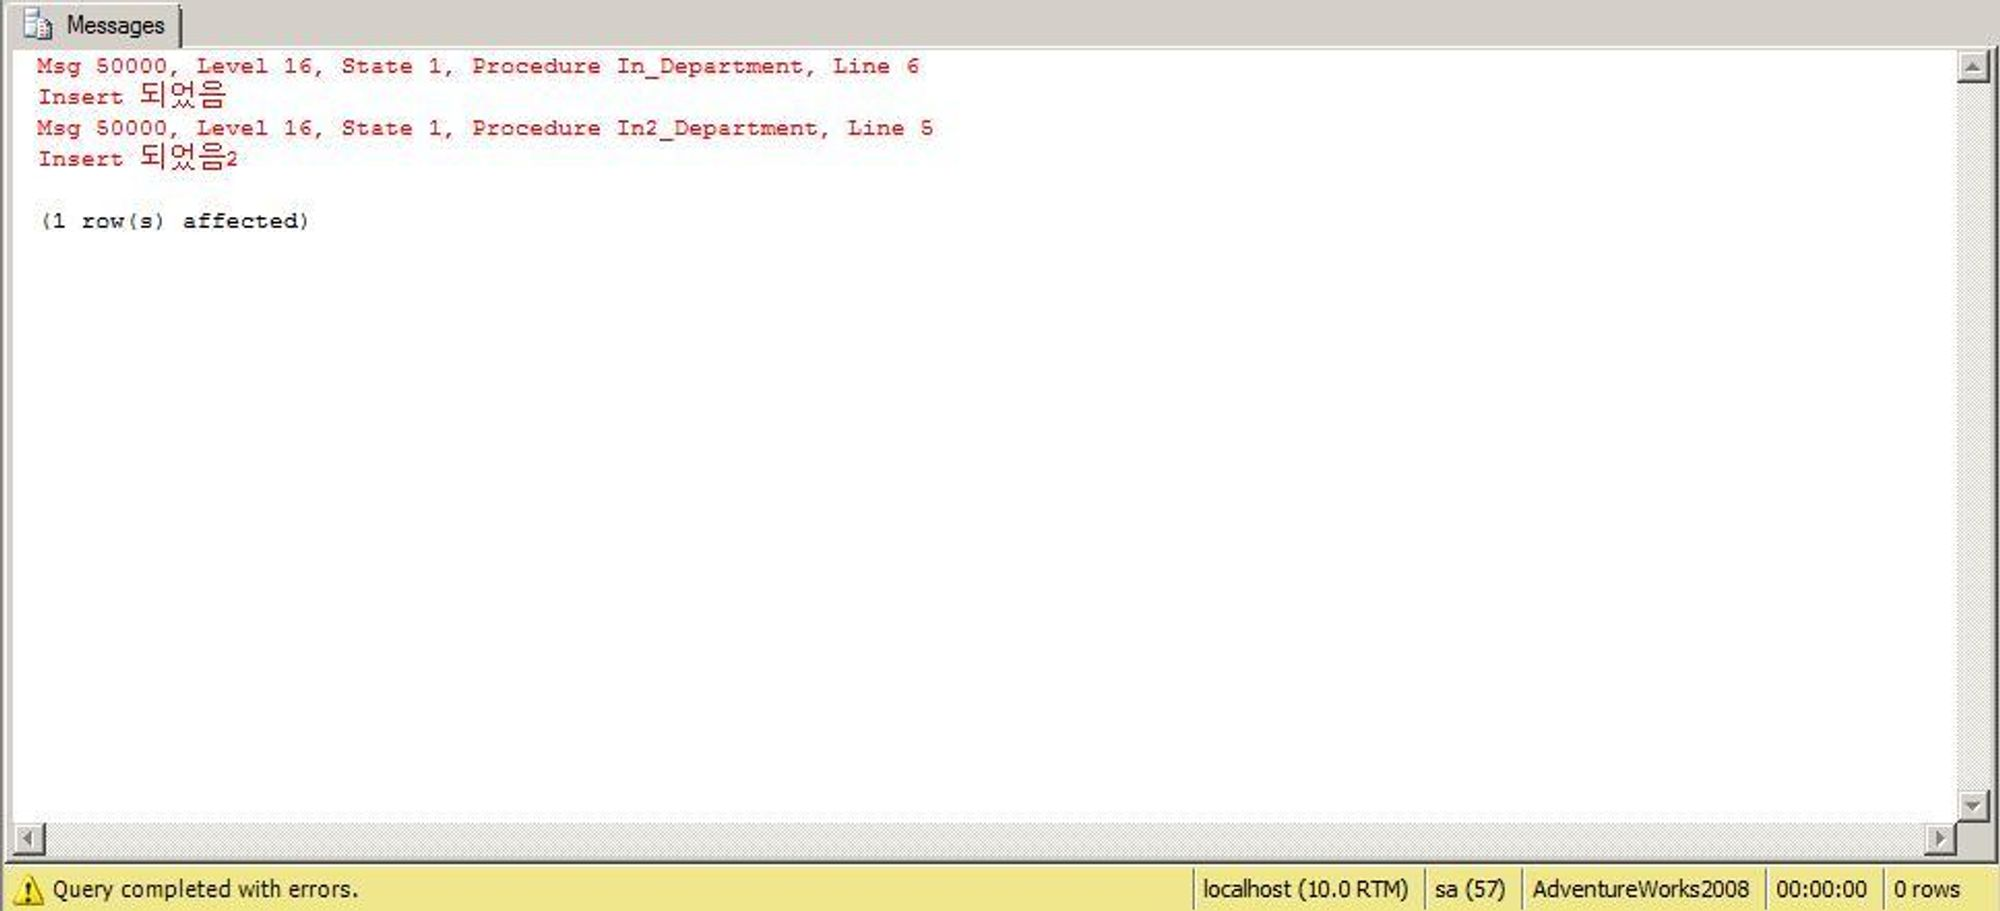 Messages
Msg 50000, Level 16, State 1, Procedure In_Department, Line 6
Insert 되었음
Msg 50000, Level 16, State 1, Procedure In2_Department, Line 5
Insert 되었음2
(1 row(s) affected)
Query completed with errors. localhost (10.0 RTM) sa (57) AdventureWorks2008 00:00:00 0 rows